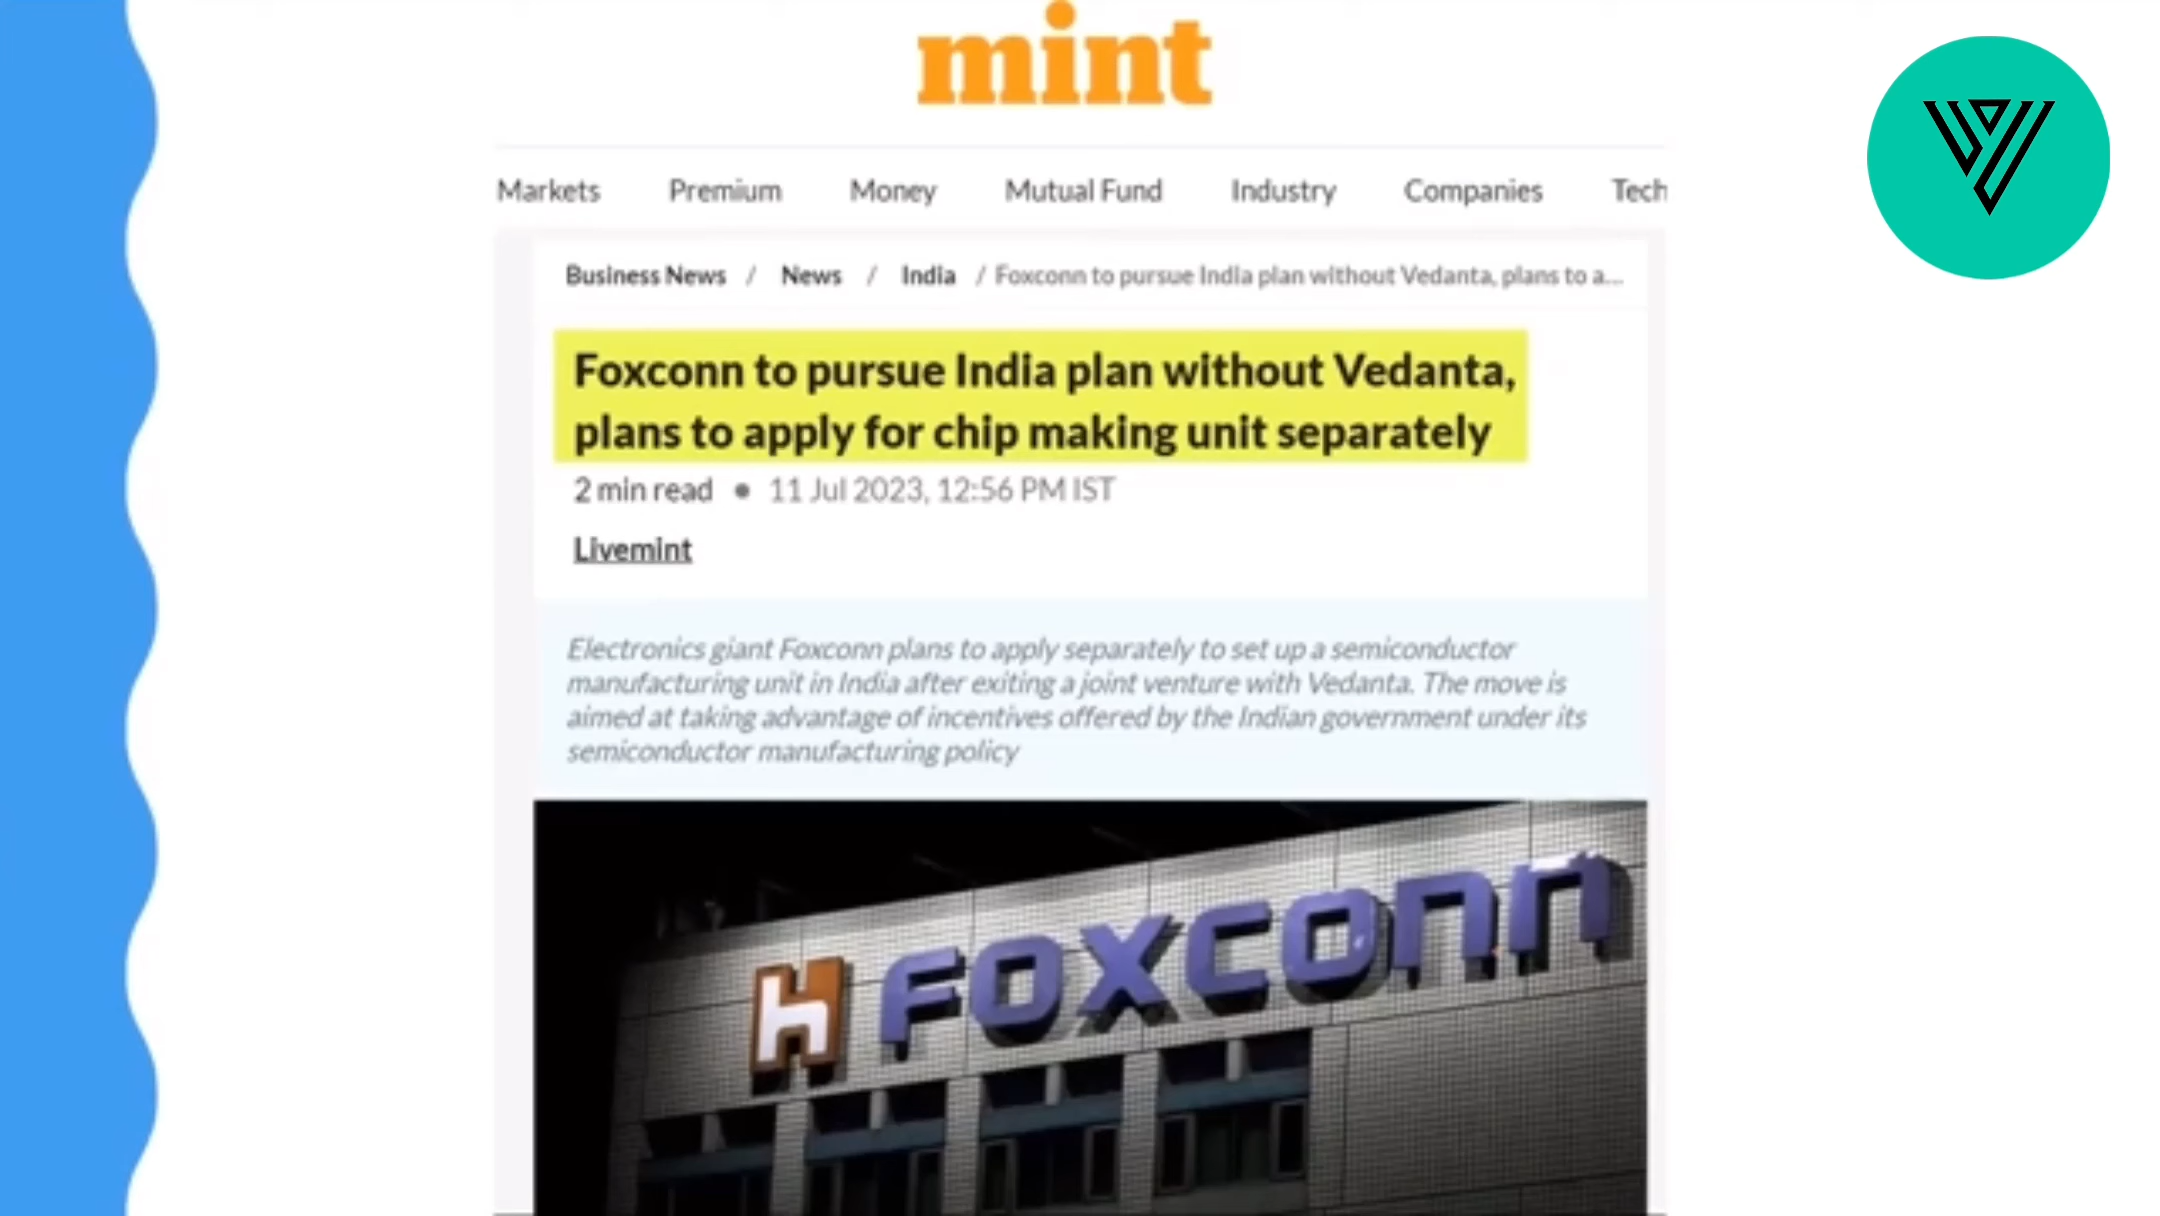 mint
Markets Premium Money Mutual Fund Industry Companies Tech
Business News / News / India / Foxconn to pursue India plan without Vedanta, plans to a...
Foxconn to pursue India plan without Vedanta,
plans to apply for chip making unit separately
2 min read • 11 Jul 2023, 12:56 PM IST
Livemint
Electronics giant Foxconn plans to apply separately to set up a semiconductor
manufacturing unit in India after exiting a joint venture with Vedanta. The move is
aimed at taking advantage of incentives offered by the Indian government under its
semiconductor manufacturing policy
H FOXCONN